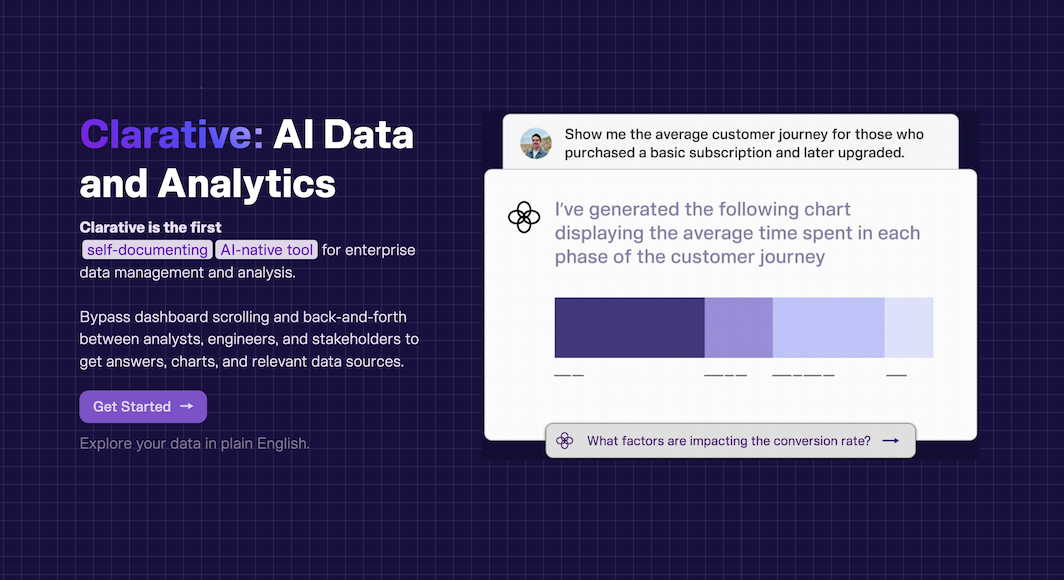 Clarative: AI Data
and Analytics
Clarative is the first
self-documenting AI-native tool for enterprise
data management and analysis.
Bypass dashboard scrolling and back-and-forth
between analysts, engineers, and stakeholders to
get answers, charts, and relevant data sources.
Get Started →
Explore your data in plain English.
Show me the average customer journey for those who
purchased a basic subscription and later upgraded.
I've generated the following chart
displaying the average time spent in each
phase of the customer journey
What factors are impacting the conversion rate? →